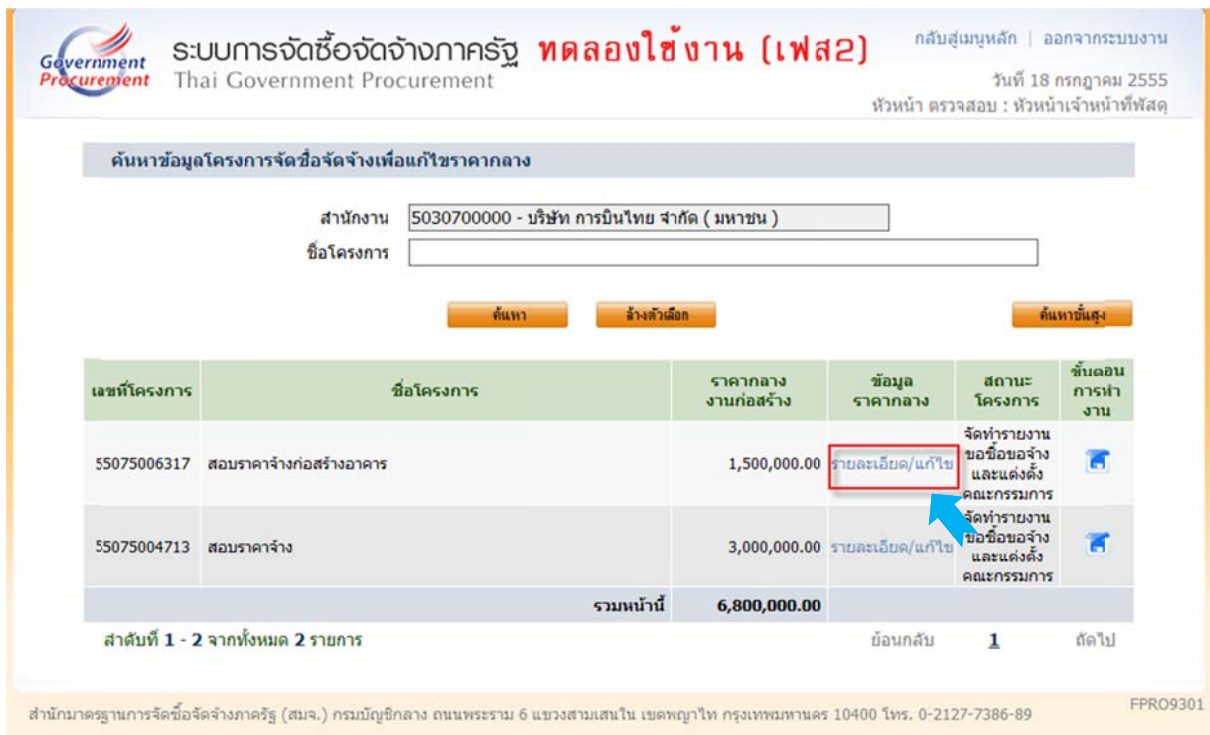 Government
Procurement
ระบบการจัดซื้อจัดจ้างภาครัฐ ทดลองใช้งาน (เฟส2)
Thai Government Procurement
กลับสู่เมนูหลัก | ออกจากระบบงาน
วันที่ 18 กรกฎาคม 2555
หัวหน้า ตรวจสอบ : หัวหน้าเจ้าหน้าที่พัสดุ
ค้นหาข้อมูลโครงการจัดซื้อจัดจ้างเพื่อแก้ไขราคากลาง
สำนักงาน 5030700000 - บริษัท การบินไทย จำกัด ( มหาชน )
ชื่อโครงการ
ค้นหา ล้างตัวเลือก ค้นหาขั้นสูง
เลขที่โครงการ ชื่อโครงการ ราคากลาง งานก่อสร้าง ข้อมูล ราคากลาง สถานะ โครงการ ขั้นตอน การทำ งาน
55075006317 สอบราคาจ้างก่อสร้างอาคาร 1,500,000.00 รายละเอียด/แก้ไข จัดทำรายงาน ขอซื้อขอจ้าง และแต่งตั้ง คณะกรรมการ
55075004713 สอบราคาจ้าง 3,000,000.00 รายละเอียด/แก้ไข จัดทำรายงาน ขอซื้อขอจ้าง และแต่งตั้ง คณะกรรมการ
รวมหน้านี้ 6,800,000.00
ลำดับที่ 1 - 2 จากทั้งหมด 2 รายการ ย้อนกลับ 1 ถัดไป
สำนักมาตรฐานการจัดซื้อจัดจ้างภาครัฐ (สมจ.) กรมบัญชีกลาง ถนนพระราม 6 แขวงสามเสนใน เขตพญาไท กรุงเทพมหานคร 10400 โทร. 0-2127-7386-89 FPRO9301